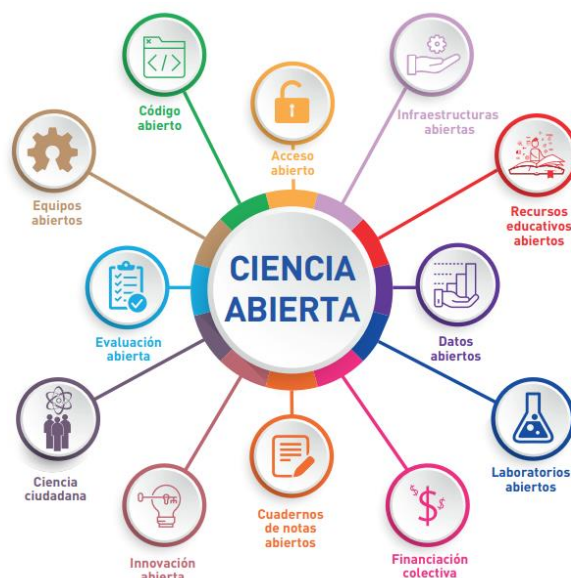 Código
abierto
Acceso
abierto
Infraestructuras
abiertas
Equipos
abiertos
Recursos
educativos
abiertos
CIENCIA
ABIERTA
Evaluación
abierta
Datos
abiertos
Ciencia
ciudadana
Laboratorios
abiertos
Cuadernos
de notas
abiertos
Innovación
abierta
Financiación
colectiva